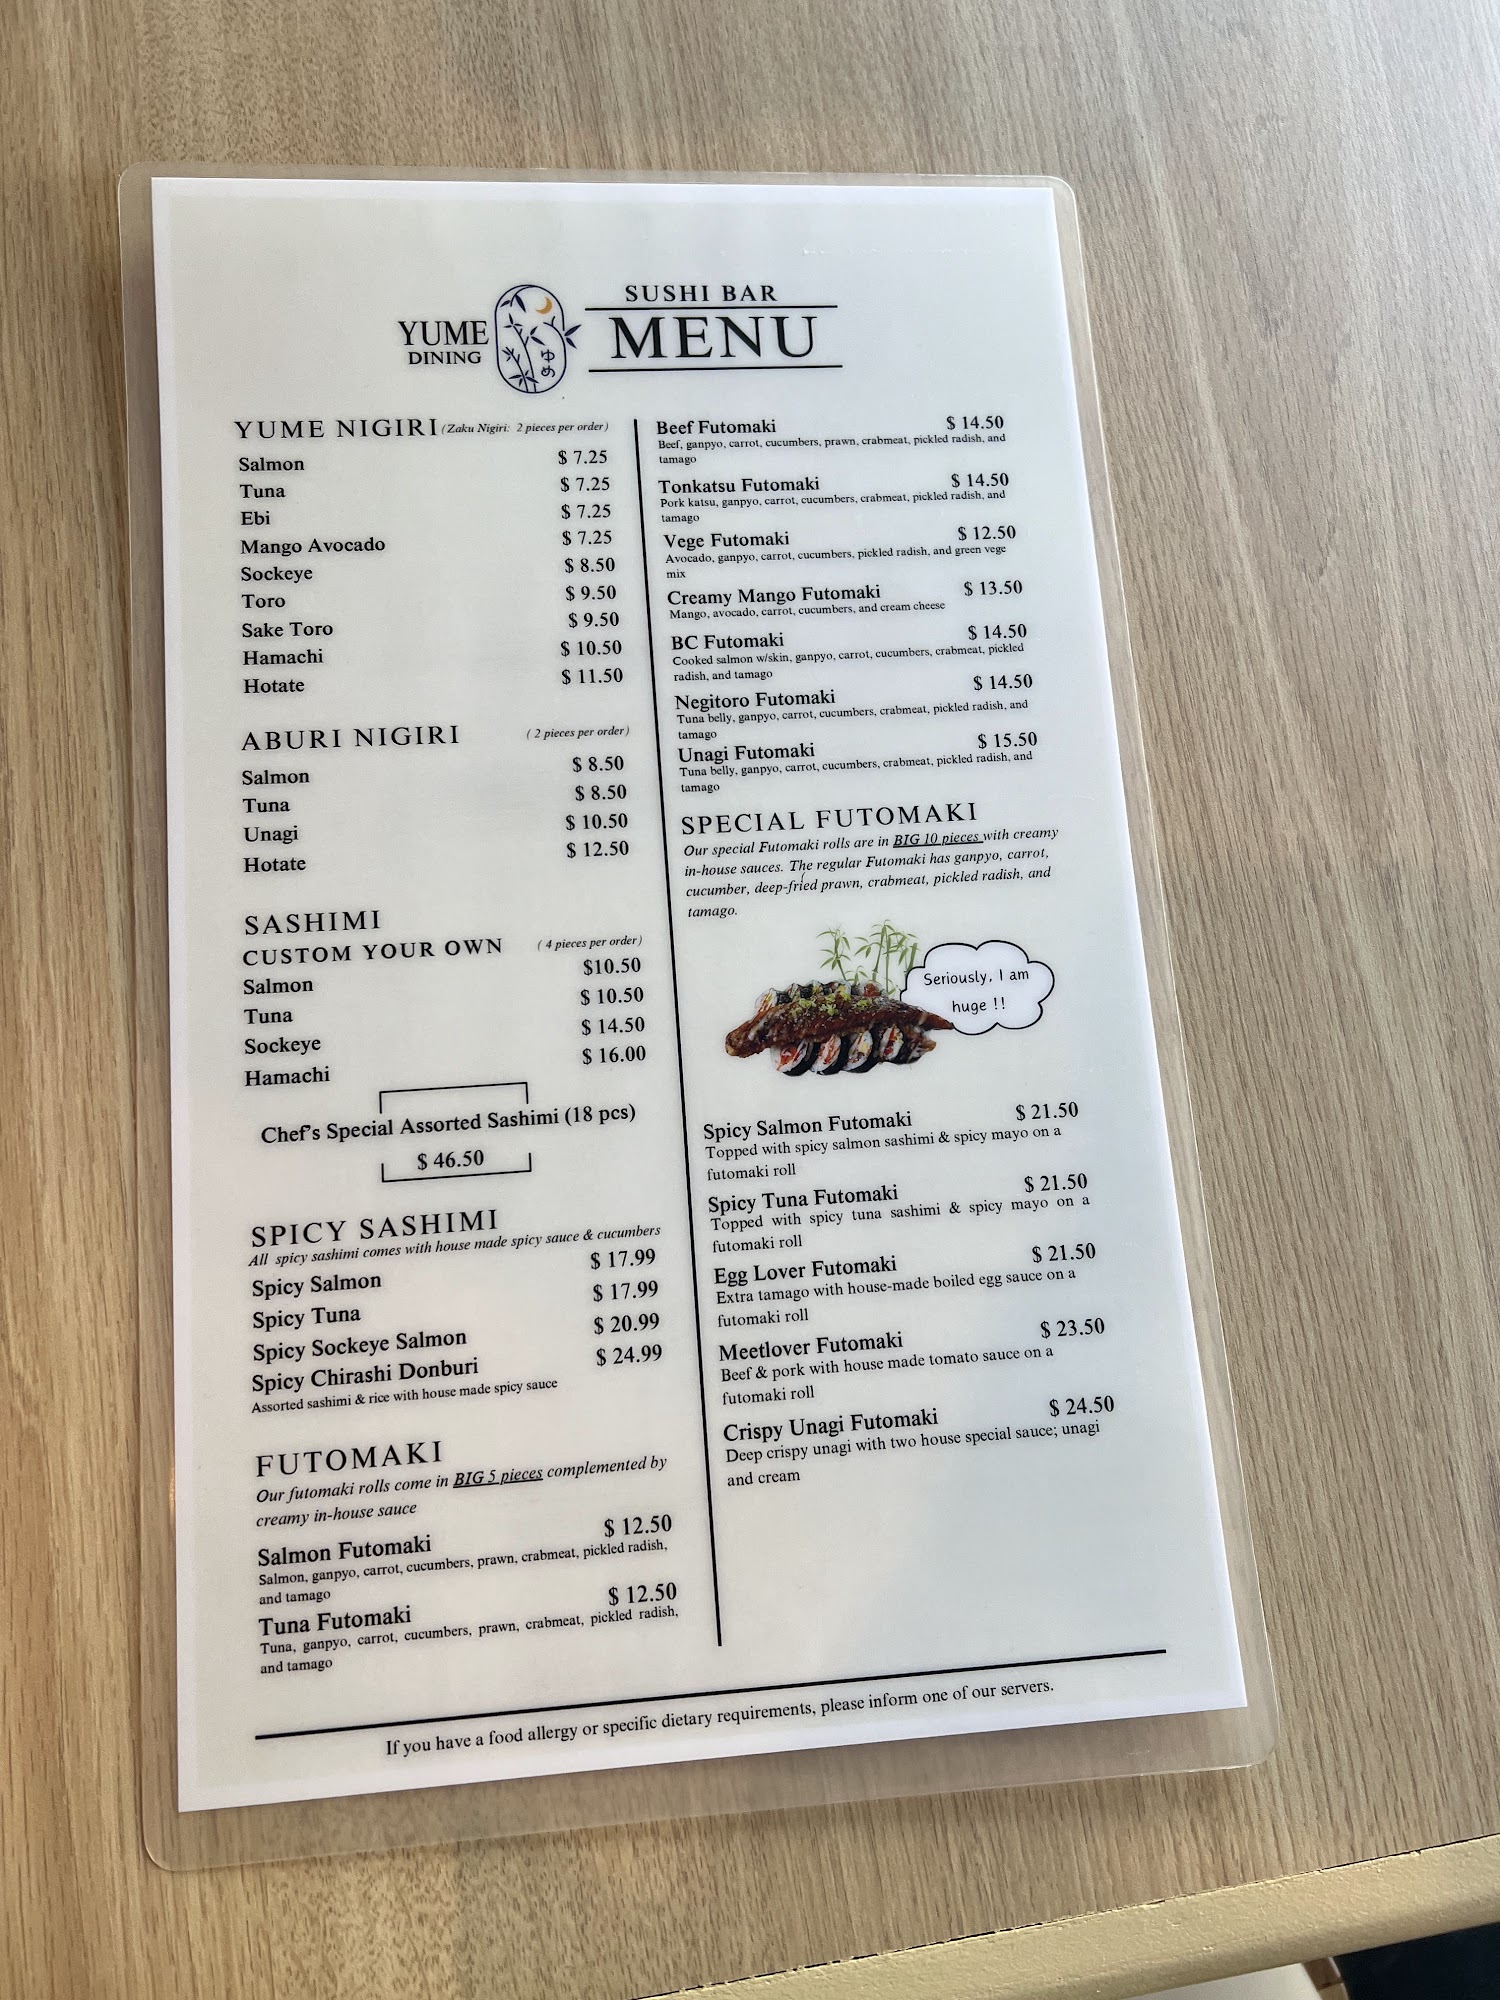 YUME
DINING
ゆめ
SUSHI BAR
MENU
YUME NIGIRI (Zaku Nigiri: 2 pieces per order)
Salmon $ 7.25
Tuna $ 7.25
Ebi $ 7.25
Mango Avocado $ 7.25
Sockeye $ 8.50
Toro $ 9.50
Sake Toro $ 9.50
Hamachi $ 10.50
Hotate $ 11.50
ABURI NIGIRI ( 2 pieces per order)
Salmon $ 8.50
Tuna $ 8.50
Unagi $ 10.50
Hotate $ 12.50
SASHIMI
CUSTOM YOUR OWN ( 4 pieces per order)
Salmon $10.50
Tuna $ 10.50
Sockeye $ 14.50
Hamachi $ 16.00
Chef's Special Assorted Sashimi (18 pcs)
$ 46.50
SPICY SASHIMI
All spicy sashimi comes with house made spicy sauce & cucumbers
Spicy Salmon $ 17.99
Spicy Tuna $ 17.99
Spicy Sockeye Salmon $ 20.99
Spicy Chirashi Donburi $ 24.99
Assorted sashimi & rice with house made spicy sauce
FUTOMAKI
Our futomaki rolls come in BIG 5 pieces complemented by
creamy in-house sauce
Salmon Futomaki $ 12.50
Salmon, ganpyo, carrot, cucumbers, prawn, crabmeat, pickled radish,
and tamago
Tuna Futomaki $ 12.50
Tuna, ganpyo, carrot, cucumbers, prawn, crabmeat, pickled radish,
and tamago
Beef Futomaki $ 14.50
Beef, ganpyo, carrot, cucumbers, prawn, crabmeat, pickled radish, and
tamago
Tonkatsu Futomaki $ 14.50
Pork katsu, ganpyo, carrot, cucumbers, crabmeat, pickled radish, and
tamago
Vege Futomaki $ 12.50
Avocado, ganpyo, carrot, cucumbers, pickled radish, and green vege
mix
Creamy Mango Futomaki $ 13.50
Mango, avocado, carrot, cucumbers, and cream cheese
BC Futomaki $ 14.50
Cooked salmon w/skin, ganpyo, carrot, cucumbers, crabmeat, pickled
radish, and tamago
Negitoro Futomaki $ 14.50
Tuna belly, ganpyo, carrot, cucumbers, crabmeat, pickled radish, and
tamago
Unagi Futomaki $ 15.50
Tuna belly, ganpyo, carrot, cucumbers, crabmeat, pickled radish, and
tamago
SPECIAL FUTOMAKI
Our special Futomaki rolls are in BIG 10 pieces with creamy
in-house sauces. The regular Futomaki has ganpyo, carrot,
cucumber, deep-fried prawn, crabmeat, pickled radish, and
tamago.
Seriously, I am
huge !!
Spicy Salmon Futomaki $ 21.50
Topped with spicy salmon sashimi & spicy mayo on a
futomaki roll
Spicy Tuna Futomaki $ 21.50
Topped with spicy tuna sashimi & spicy mayo on a
futomaki roll
Egg Lover Futomaki $ 21.50
Extra tamago with house-made boiled egg sauce on a
futomaki roll
Meetlover Futomaki $ 23.50
Beef & pork with house made tomato sauce on a
futomaki roll
Crispy Unagi Futomaki $ 24.50
Deep crispy unagi with two house special sauce; unagi
and cream
If you have a food allergy or specific dietary requirements, please inform one of our servers.